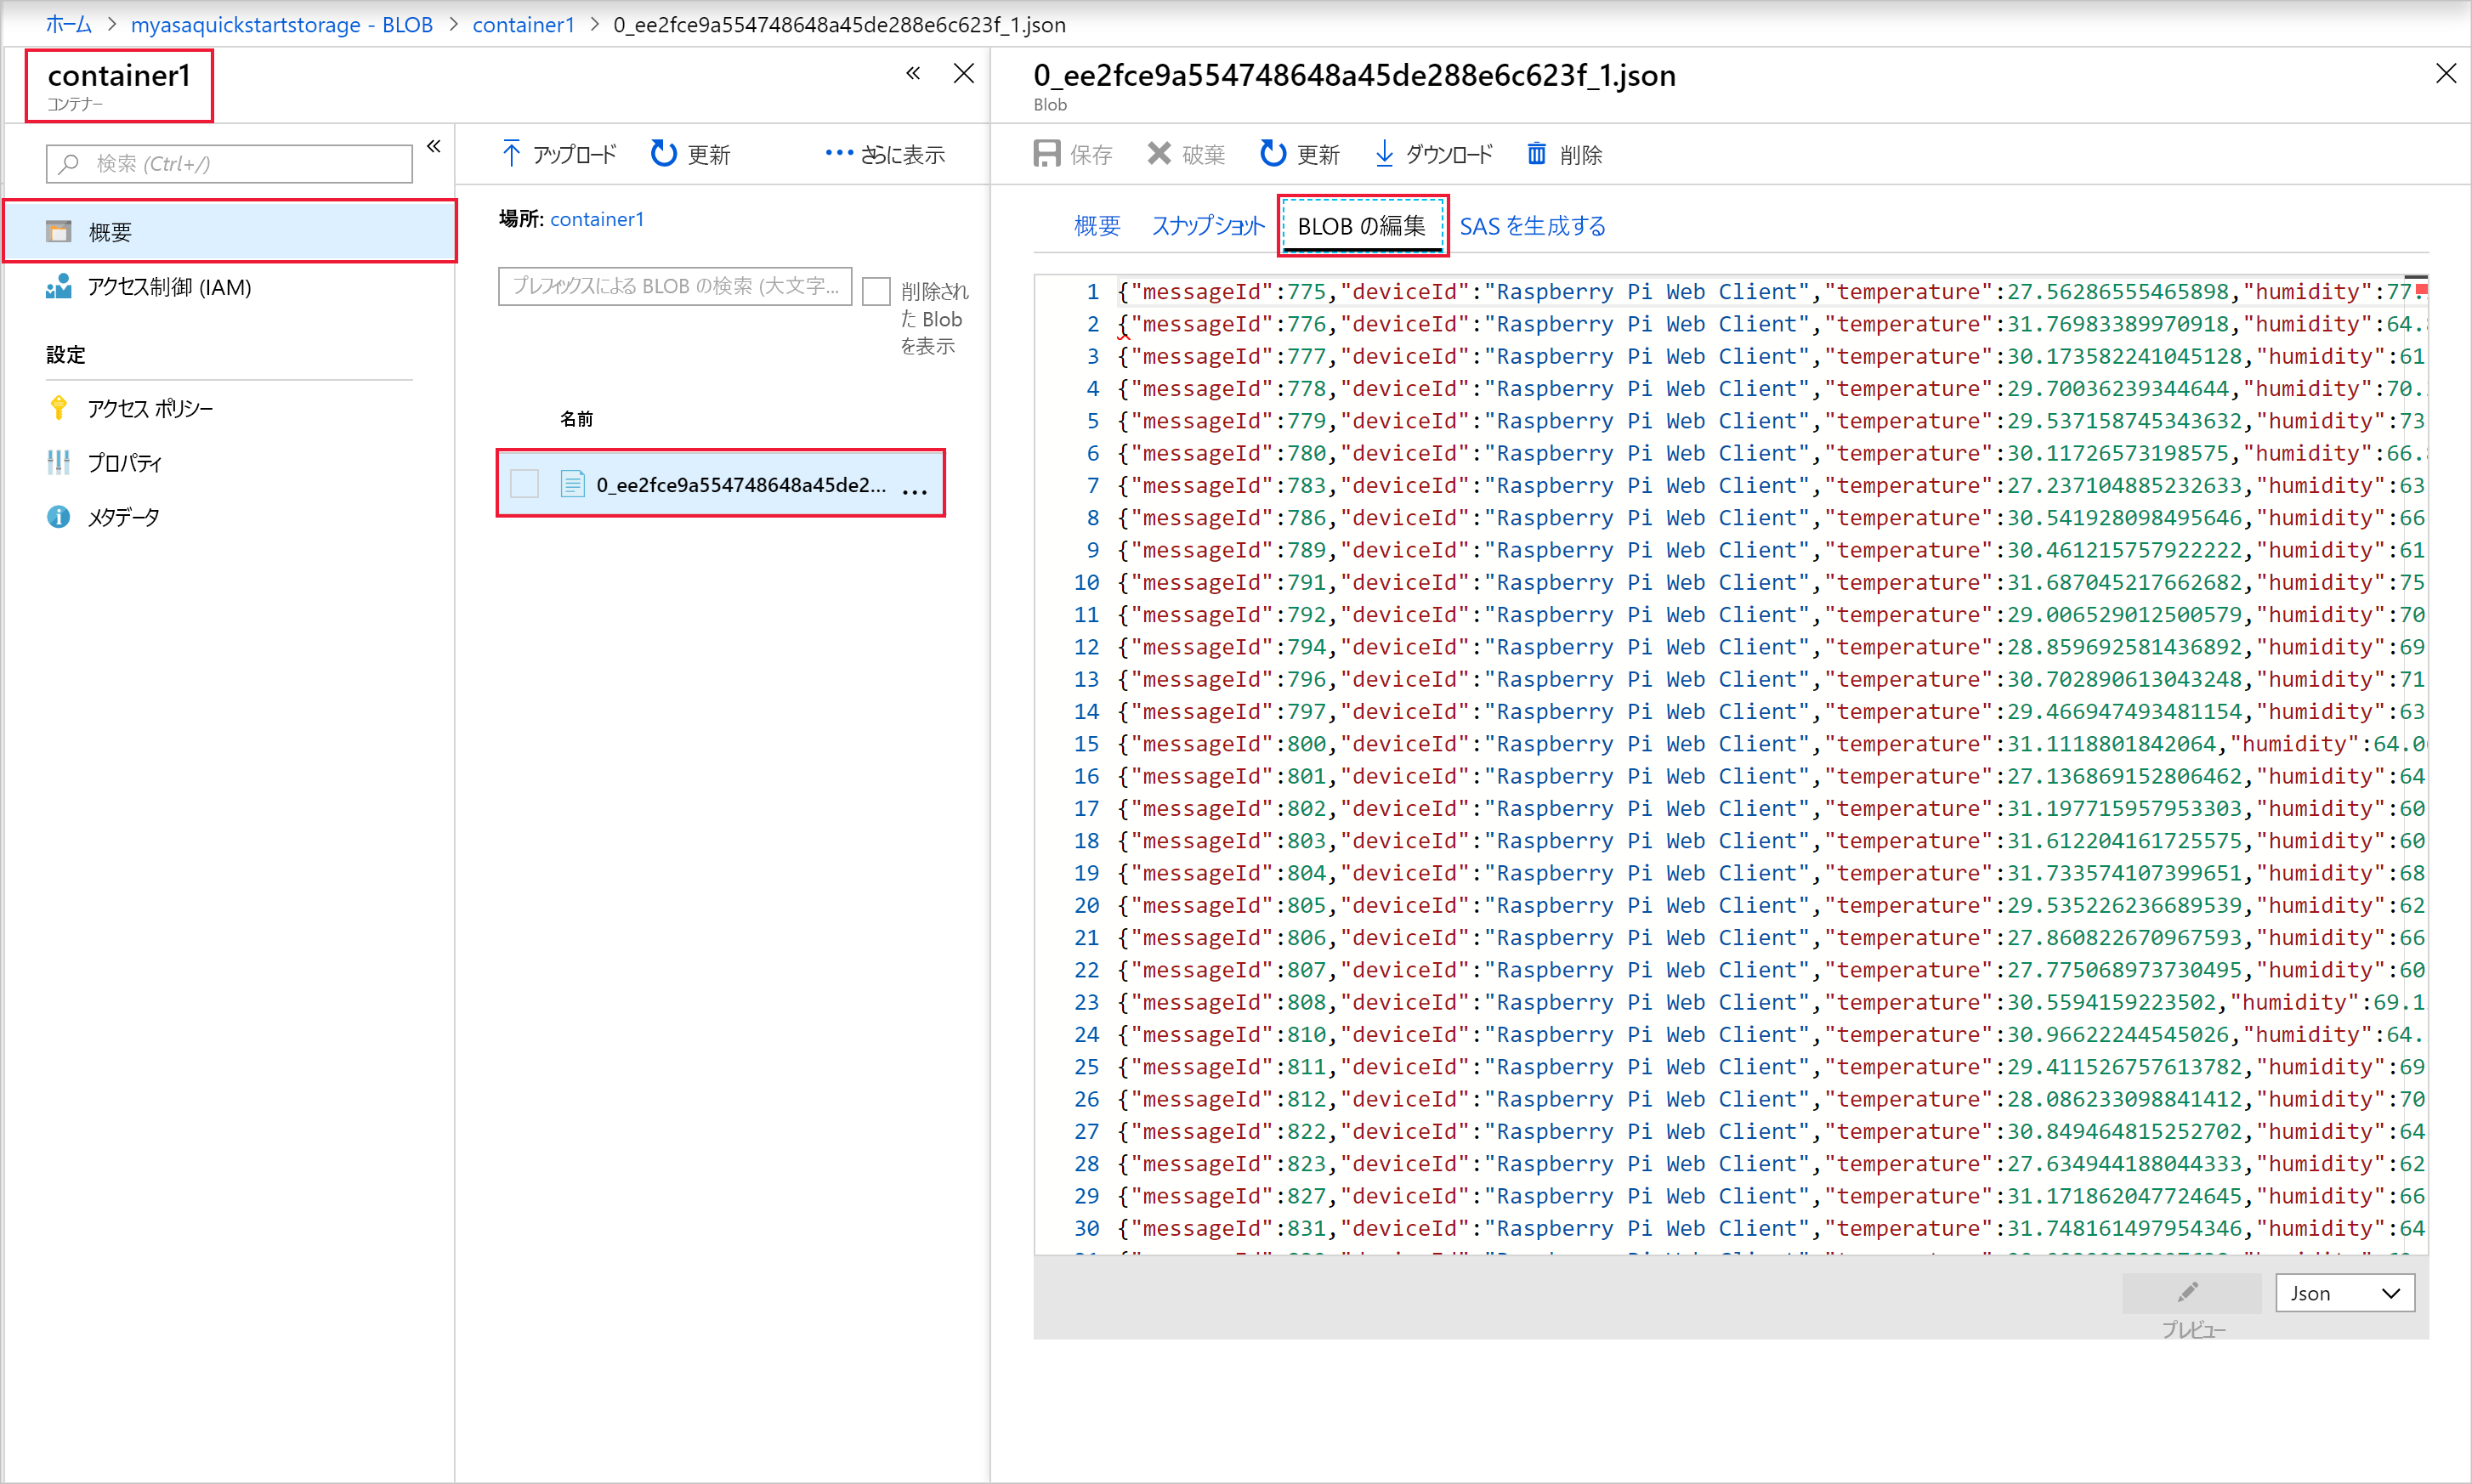 ホーム > myasaquickstartstorage - BLOB > container1 > 0_ee2fce9a554748648a45de288e6c623f_1.json
container1
コンテナー
検索 (Ctrl+/)
概要
アクセス制御 (IAM)
設定
アクセス ポリシー
プロパティ
メタデータ
アップロード 更新 さらに表示
場所: container1
プレフィックスによる BLOB の検索 (大文字...
削除され
た Blob
を表示
名前
0_ee2fce9a554748648a45de2...
0_ee2fce9a554748648a45de288e6c623f_1.json
Blob
保存 破棄 更新 ダウンロード 削除
概要 スナップショット BLOB の編集 SAS を生成する
1 {"messageId":775,"deviceId":"Raspberry Pi Web Client","temperature":27.56286555465898,"humidity":77.
2 {"messageId":776,"deviceId":"Raspberry Pi Web Client","temperature":31.76983389970918,"humidity":64.
3 {"messageId":777,"deviceId":"Raspberry Pi Web Client","temperature":30.173582241045128,"humidity":61
4 {"messageId":778,"deviceId":"Raspberry Pi Web Client","temperature":29.70036239344644,"humidity":70.
5 {"messageId":779,"deviceId":"Raspberry Pi Web Client","temperature":29.537158745343632,"humidity":73
6 {"messageId":780,"deviceId":"Raspberry Pi Web Client","temperature":30.11726573198575,"humidity":66.
7 {"messageId":783,"deviceId":"Raspberry Pi Web Client","temperature":27.237104885232633,"humidity":63
8 {"messageId":786,"deviceId":"Raspberry Pi Web Client","temperature":30.541928098495646,"humidity":66
9 {"messageId":789,"deviceId":"Raspberry Pi Web Client","temperature":30.461215757922222,"humidity":61
10 {"messageId":791,"deviceId":"Raspberry Pi Web Client","temperature":31.687045217662682,"humidity":75
11 {"messageId":792,"deviceId":"Raspberry Pi Web Client","temperature":29.0065290125 00579,"humidity":70
12 {"messageId":794,"deviceId":"Raspberry Pi Web Client","temperature":28.859692581436892,"humidity":69
13 {"messageId":796,"deviceId":"Raspberry Pi Web Client","temperature":30.702890613043248,"humidity":71
14 {"messageId":797,"deviceId":"Raspberry Pi Web Client","temperature":29.466947493481154,"humidity":63
15 {"messageId":800,"deviceId":"Raspberry Pi Web Client","temperature":31.1118801842064,"humidity":64.0
16 {"messageId":801,"deviceId":"Raspberry Pi Web Client","temperature":27.136869152806462,"humidity":64
17 {"messageId":802,"deviceId":"Raspberry Pi Web Client","temperature":31.197715957953303,"humidity":60
18 {"messageId":803,"deviceId":"Raspberry Pi Web Client","temperature":31.612204161725575,"humidity":60
19 {"messageId":804,"deviceId":"Raspberry Pi Web Client","temperature":31.733574107399651,"humidity":68
20 {"messageId":805,"deviceId":"Raspberry Pi Web Client","temperature":29.535226236689539,"humidity":62
21 {"messageId":806,"deviceId":"Raspberry Pi Web Client","temperature":27.860822670967593,"humidity":66
22 {"messageId":807,"deviceId":"Raspberry Pi Web Client","temperature":27.775068973730495,"humidity":60
23 {"messageId":808,"deviceId":"Raspberry Pi Web Client","temperature":30.5594159223502,"humidity":69.1
24 {"messageId":810,"deviceId":"Raspberry Pi Web Client","temperature":30.96622244545026,"humidity":64.
25 {"messageId":811,"deviceId":"Raspberry Pi Web Client","temperature":29.411526757613782,"humidity":69
26 {"messageId":812,"deviceId":"Raspberry Pi Web Client","temperature":28.086233098841412,"humidity":70
27 {"messageId":822,"deviceId":"Raspberry Pi Web Client","temperature":30.849464815252702,"humidity":64
28 {"messageId":823,"deviceId":"Raspberry Pi Web Client","temperature":27.634944188044333,"humidity":62
29 {"messageId":827,"deviceId":"Raspberry Pi Web Client","temperature":31.171862047724645,"humidity":66
30 {"messageId":831,"deviceId":"Raspberry Pi Web Client","temperature":31.748161497954346,"humidity":64
プレビュー
Json